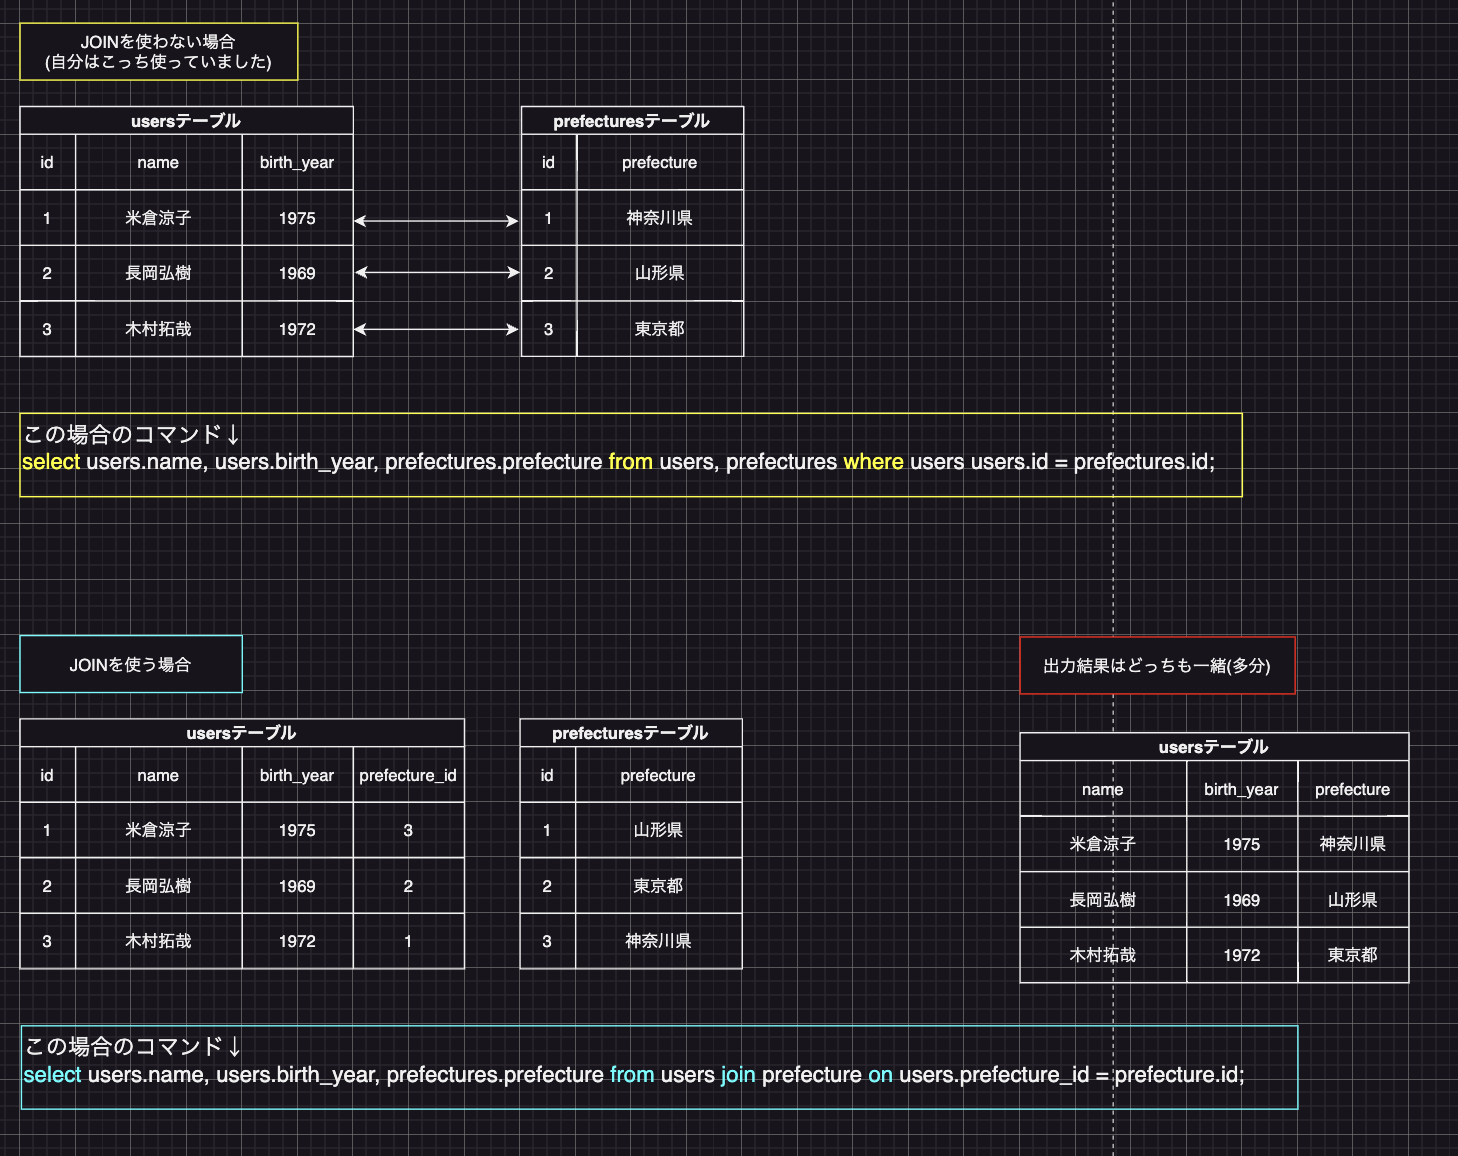 JOINを使わない場合
(自分はこっち使っていました)
usersテーブル
id name birth_year
1 米倉涼子 1975
2 長岡弘樹 1969
3 木村拓哉 1972
prefecturesテーブル
id prefecture
1 神奈川県
2 山形県
3 東京都
この場合のコマンド↓
select users.name, users.birth_year, prefectures.prefecture from users, prefectures where users users.id = prefectures.id;
JOINを使う場合
usersテーブル
id name birth_year prefecture_id
1 米倉涼子 1975 3
2 長岡弘樹 1969 2
3 木村拓哉 1972 1
prefecturesテーブル
id prefecture
1 山形県
2 東京都
3 神奈川県
出力結果はどっちも一緒(多分)
usersテーブル
name birth_year prefecture
米倉涼子 1975 神奈川県
長岡弘樹 1969 山形県
木村拓哉 1972 東京都
この場合のコマンド↓
select users.name, users.birth_year, prefectures.prefecture from users join prefecture on users.prefecture_id = prefecture.id;